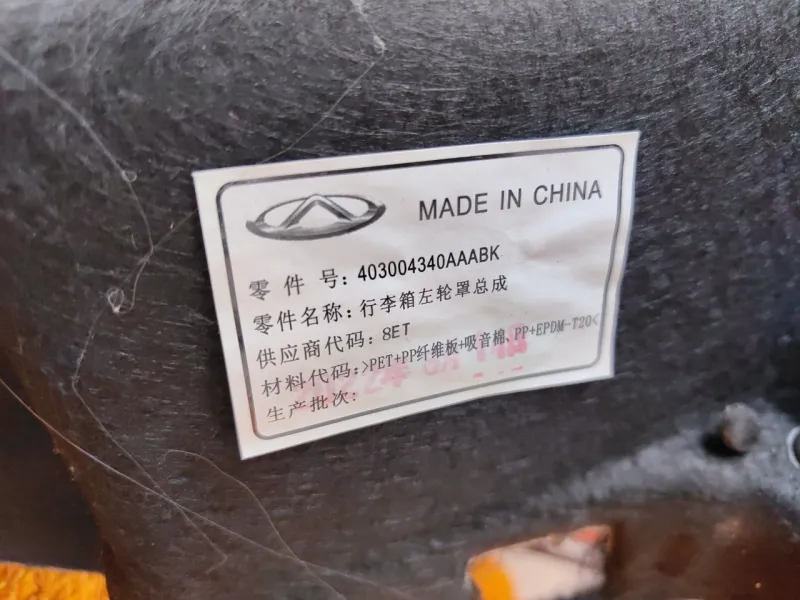 MADE IN CHINA
零件号: 403004340AAABK
零件名称: 行李箱左轮罩总成
供应商代码: 8ET
材料代码: >PET+PP纤维板+吸音棉、PP+EPDM-T20<
生产批次: